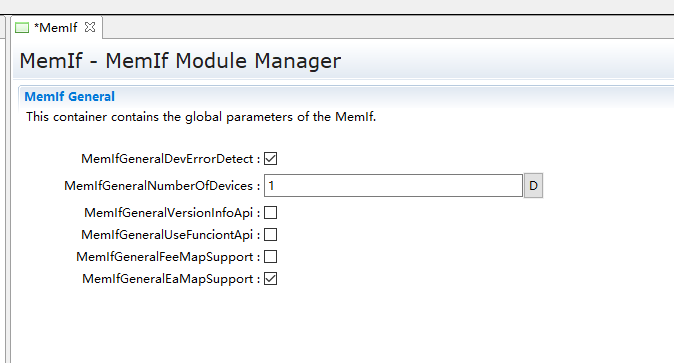 *MemIf
MemIf - MemIf Module Manager
MemIf General
This container contains the global parameters of the MemIf.
MemIfGeneralDevErrorDetect :
MemIfGeneralNumberOfDevices : 1 D
MemIfGeneralVersionInfoApi :
MemIfGeneralUseFunciontApi :
MemIfGeneralFeeMapSupport :
MemIfGeneralEaMapSupport :